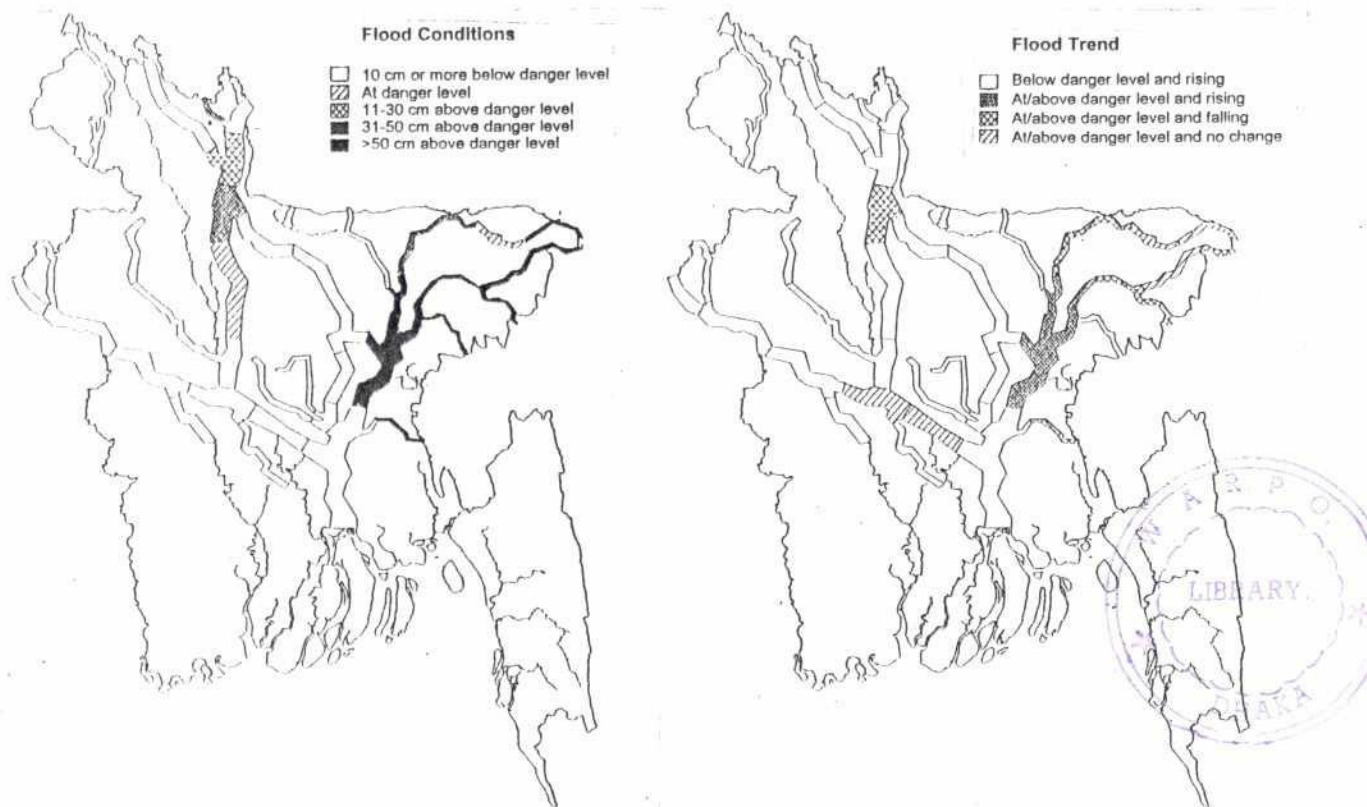 Flood Conditions
10 cm or more below danger level
At danger level
11-30 cm above danger level
31-50 cm above danger level
>50 cm above danger level
Flood Trend
Below danger level and rising
At/above danger level and rising
At/above danger level and falling
At/above danger level and no change
W A R P O.
LIBRARY.
DHAKA